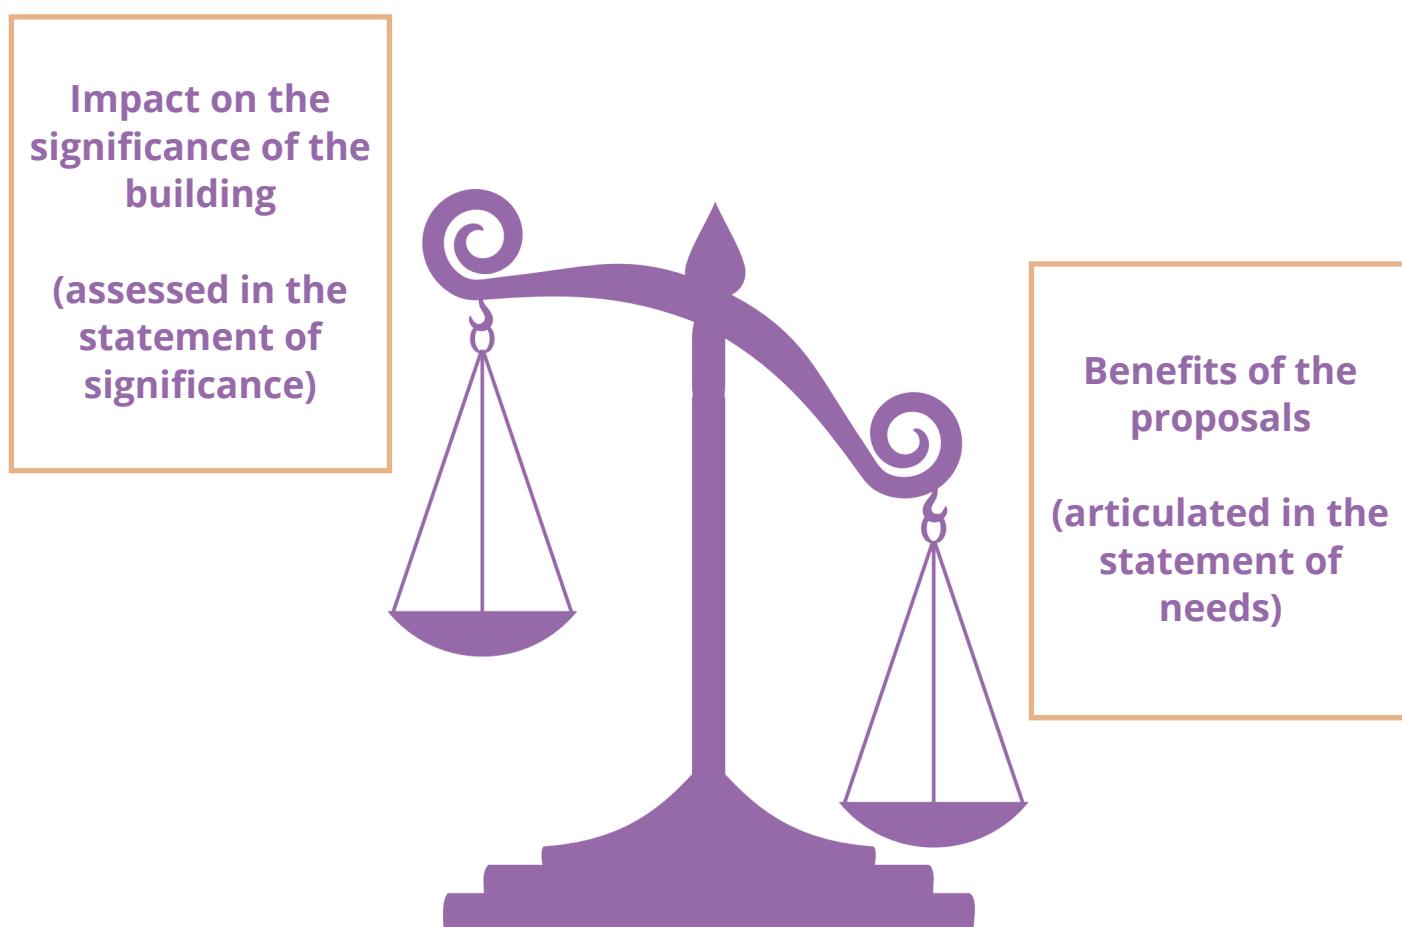 Impact on the
significance of the
building
(assessed in the
statement of
significance)
Benefits of the
proposals
(articulated in the
statement of
needs)